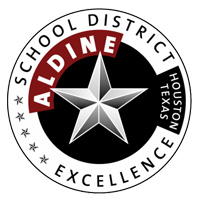 SCHOOL DISTRICT
ALDINE
HOUSTON
TEXAS
EXCELLENCE